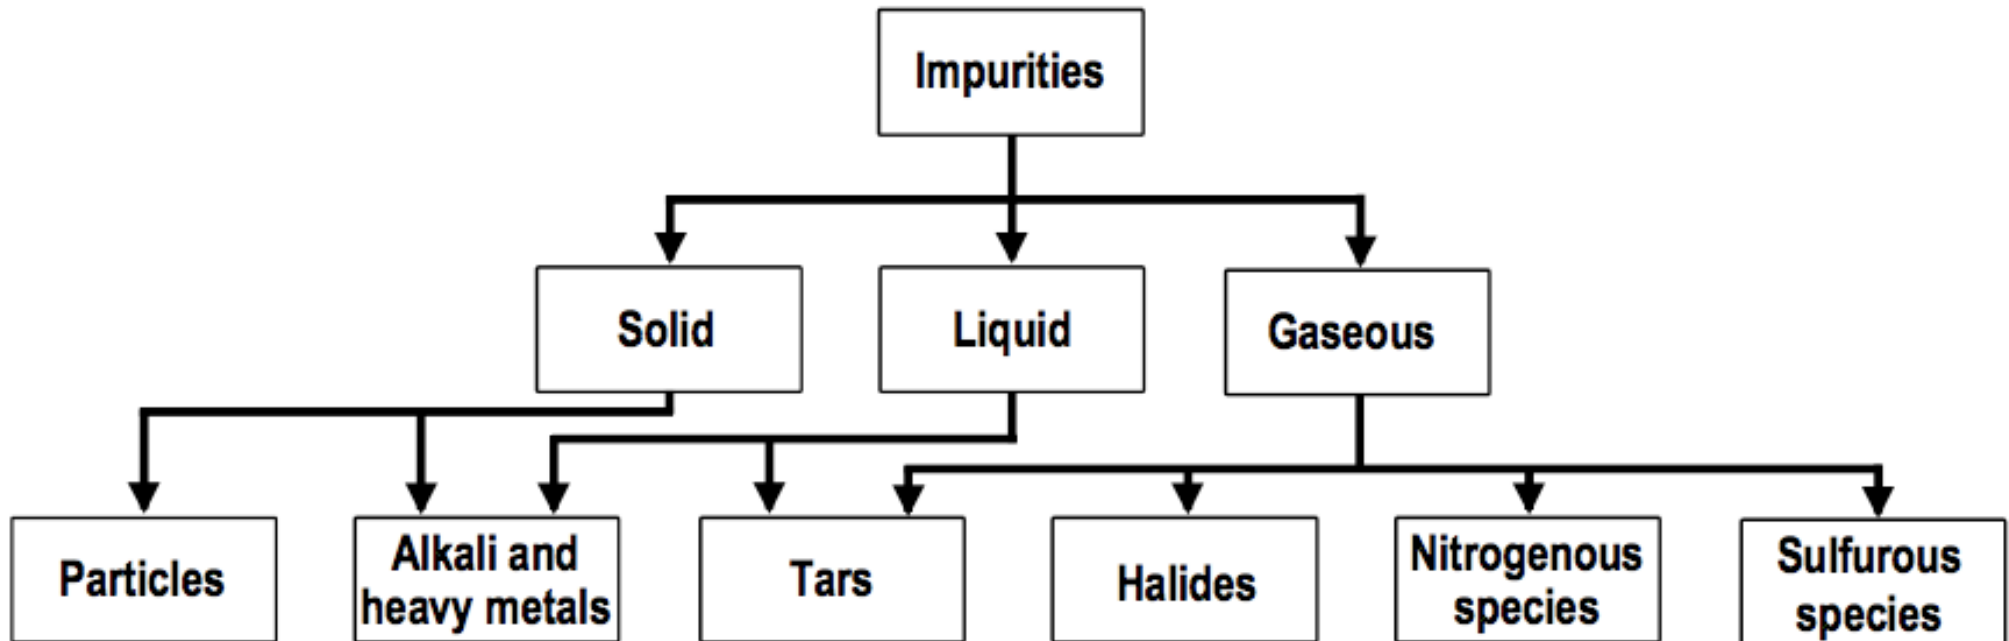 Impurities
Solid
Liquid
Gaseous
Particles
Alkali and
heavy metals
Tars
Halides
Nitrogenous
species
Sulfurous
species